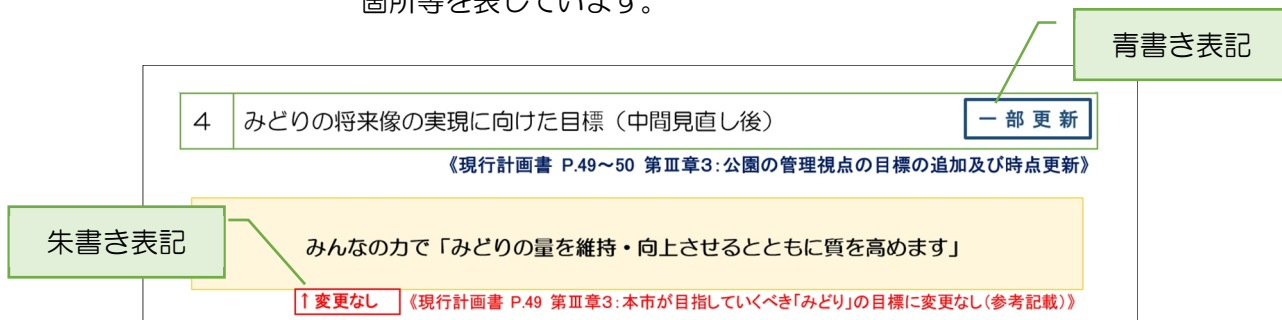 箇所等を表しています。
青書き表記
4 みどりの将来像の実現に向けた目標（中間見直し後） 一部更新
《現行計画書 P.49～50 第Ⅲ章3：公園の管理視点の目標の追加及び時点更新》
朱書き表記
みんなの力で「みどりの量を維持・向上させるとともに質を高めます」
↑変更なし 《現行計画書 P.49 第Ⅲ章3：本市が目指していくべき「みどり」の目標に変更なし（参考記載）》